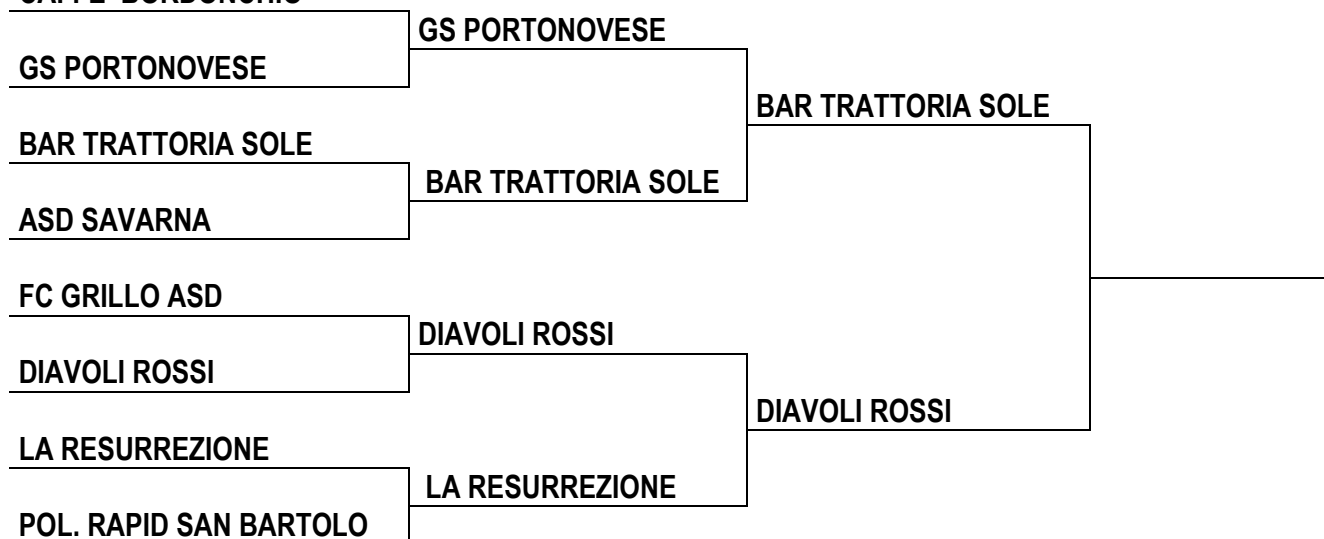 GS PORTONOVESE
GS PORTONOVESE
BAR TRATTORIA SOLE
BAR TRATTORIA SOLE
BAR TRATTORIA SOLE
ASD SAVARNA
FC GRILLO ASD
DIAVOLI ROSSI
DIAVOLI ROSSI
DIAVOLI ROSSI
LA RESURREZIONE
LA RESURREZIONE
POL. RAPID SAN BARTOLO